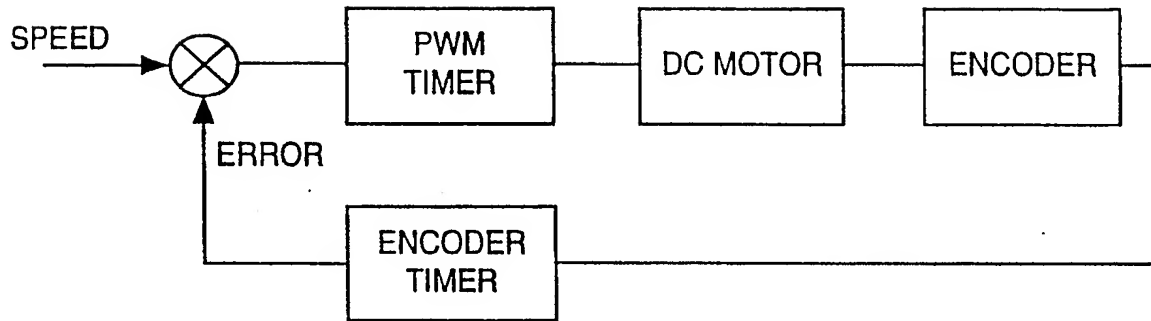 SPEED
PWM
TIMER
DC MOTOR
ENCODER
ERROR
ENCODER
TIMER